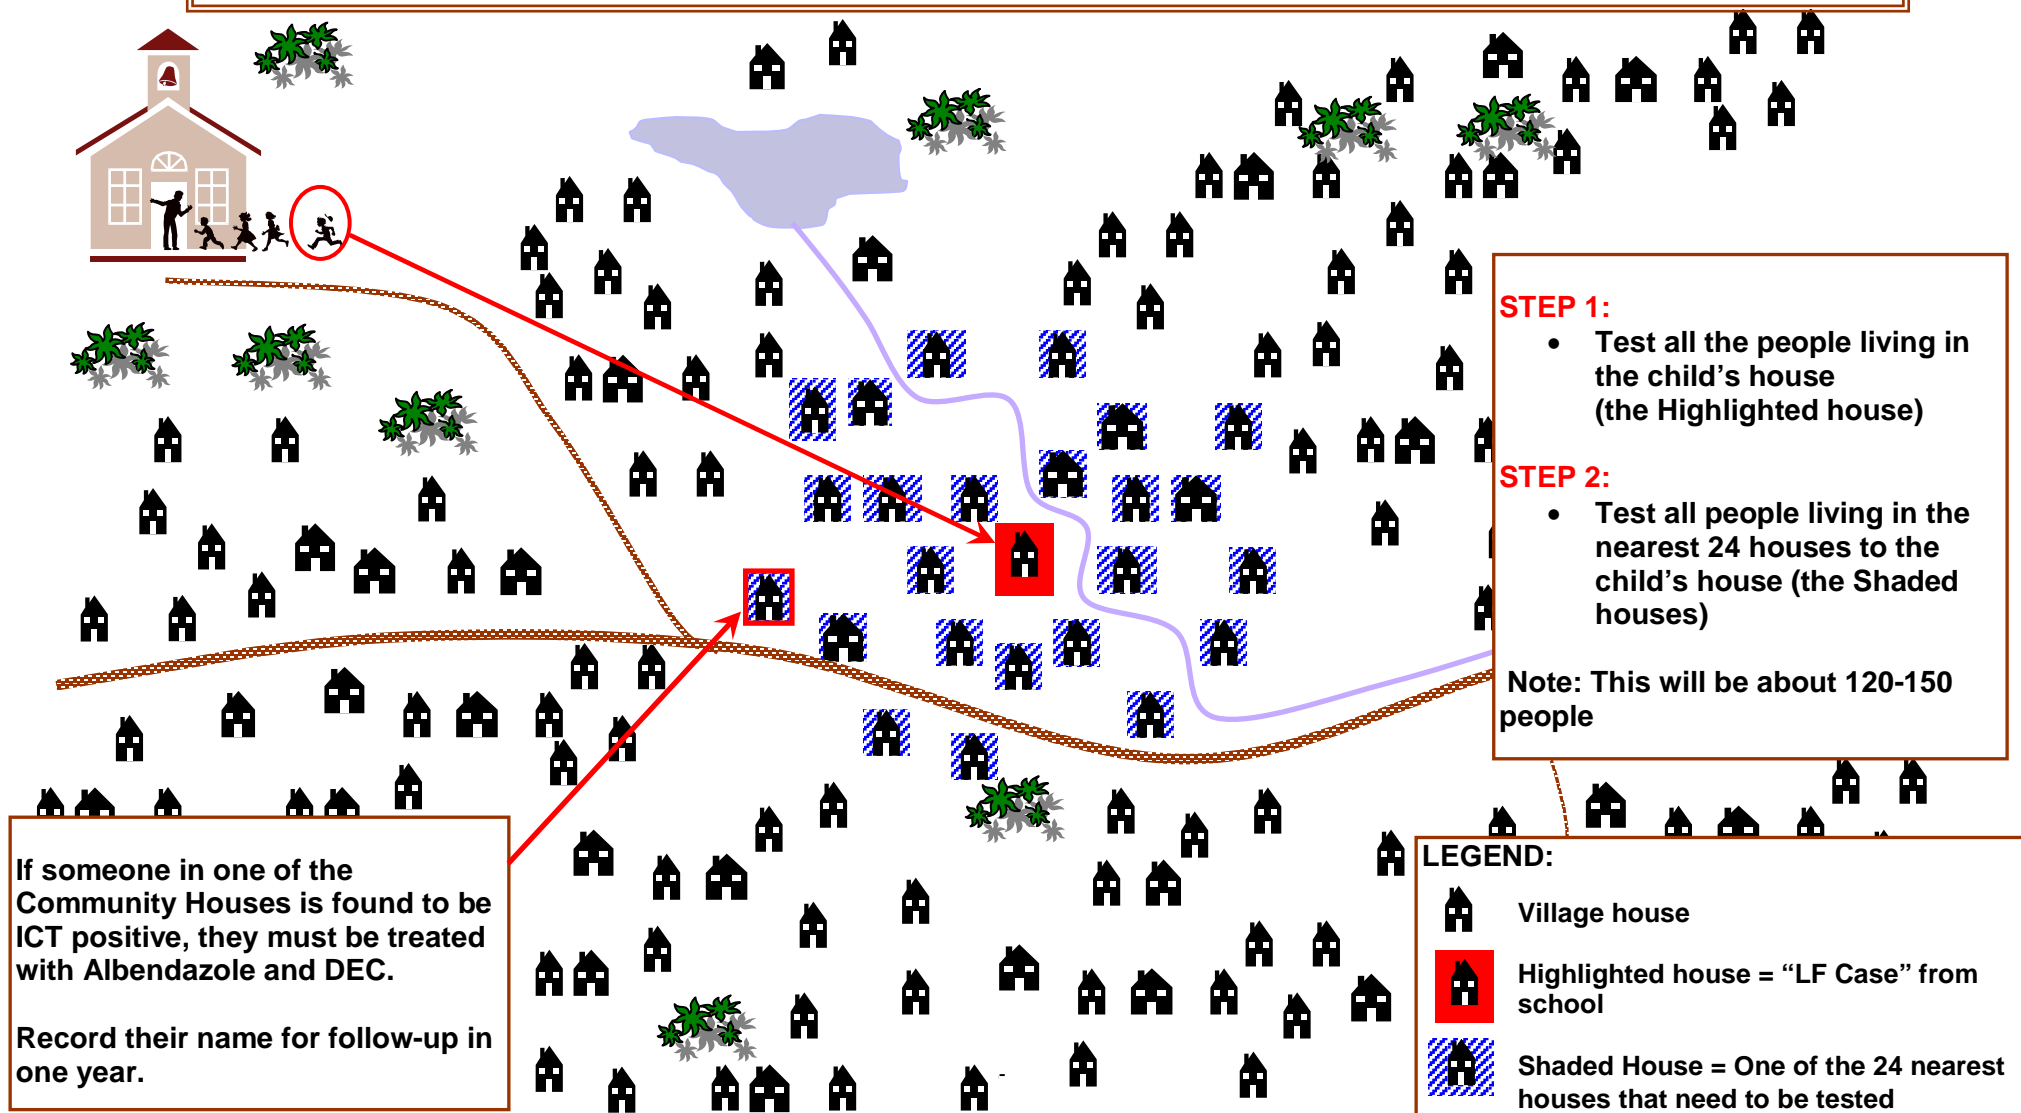 STEP 1:
• Test all the people living in
the child’s house
(the Highlighted house)
STEP 2:
• Test all people living in the
nearest 24 houses to the
child’s house (the Shaded
houses)
Note: This will be about 120-150
people
If someone in one of the
Community Houses is found to be
ICT positive, they must be treated
with Albendazole and DEC.
Record their name for follow-up in
one year.
LEGEND:
Village house
Highlighted house = “LF Case” from
school
Shaded House = One of the 24 nearest
houses that need to be tested
-